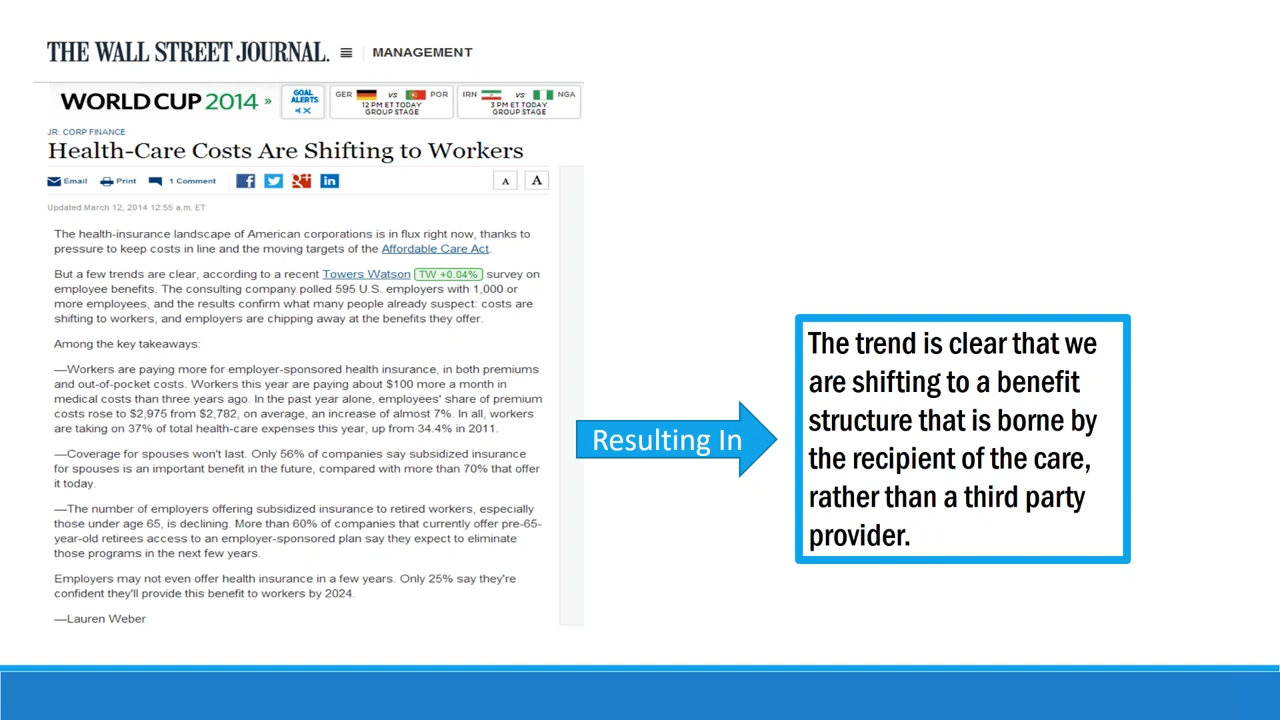 THE WALL STREET JOURNAL. ≡ MANAGEMENT
WORLD CUP 2014 »
GOAL
ALERTS
GER vs POR
12 PM ET TODAY
GROUP STAGE
IRN vs NGA
3 PM ET TODAY
GROUP STAGE
JR: CORP FINANCE
Health-Care Costs Are Shifting to Workers
Email Print 1 Comment f in A A
Updated March 12, 2014 12:55 a.m. ET
The health-insurance landscape of American corporations is in flux right now, thanks to
pressure to keep costs in line and the moving targets of the Affordable Care Act.
But a few trends are clear, according to a recent Towers Watson TW +0.04% survey on
employee benefits. The consulting company polled 595 U.S. employers with 1,000 or
more employees, and the results confirm what many people already suspect: costs are
shifting to workers, and employers are chipping away at the benefits they offer.
Among the key takeaways:
—Workers are paying more for employer-sponsored health insurance, in both premiums
and out-of-pocket costs. Workers this year are paying about $100 more a month in
medical costs than three years ago. In the past year alone, employees' share of premium
costs rose to $2,975 from $2,782, on average, an increase of almost 7%. In all, workers
are taking on 37% of total health-care expenses this year, up from 34.4% in 2011.
—Coverage for spouses won't last. Only 56% of companies say subsidized insurance
for spouses is an important benefit in the future, compared with more than 70% that offer
it today.
—The number of employers offering subsidized insurance to retired workers, especially
those under age 65, is declining. More than 60% of companies that currently offer pre-65-
year-old retirees access to an employer-sponsored plan say they expect to eliminate
those programs in the next few years.
Employers may not even offer health insurance in a few years. Only 25% say they're
confident they'll provide this benefit to workers by 2024.
—Lauren Weber
Resulting In
The trend is clear that we
are shifting to a benefit
structure that is borne by
the recipient of the care,
rather than a third party
provider.